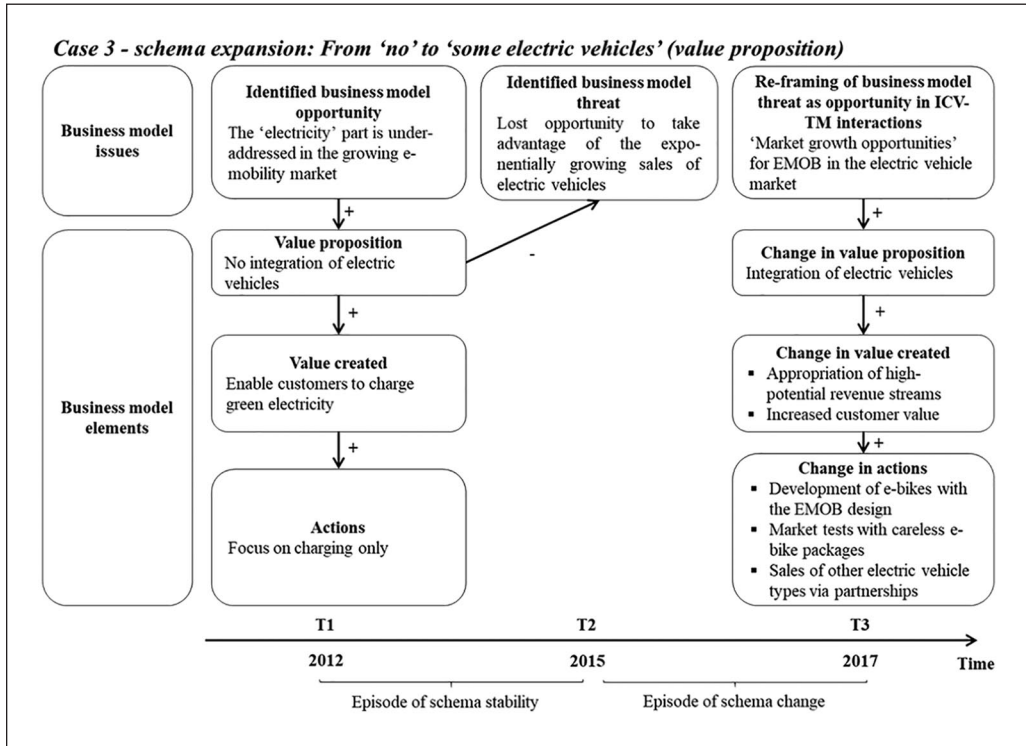 Case 3 - schema expansion: From ‘no’ to ‘some electric vehicles’ (value proposition)
Business model
issues
Identified business model
opportunity
The ‘electricity’ part is under-
addressed in the growing e-
mobility market
Identified business model
threat
Lost opportunity to take
advantage of the expo-
nentially growing sales of
electric vehicles
Re-framing of business model
threat as opportunity in ICV-
TM interactions
‘Market growth opportunities’
for EMOB in the electric vehicle
market
+
+
Business model
elements
Value proposition
No integration of electric
vehicles
-
Change in value proposition
Integration of electric vehicles
+
+
Value created
Enable customers to charge
green electricity
Change in value created
▪ Appropriation of high-
potential revenue streams
▪ Increased customer value
+
+
Actions
Focus on charging only
Change in actions
▪ Development of e-bikes with
the EMOB design
▪ Market tests with careless e-
bike packages
▪ Sales of other electric vehicle
types via partnerships
T1 T2 T3
2012 2015 2017 Time
Episode of schema stability Episode of schema change